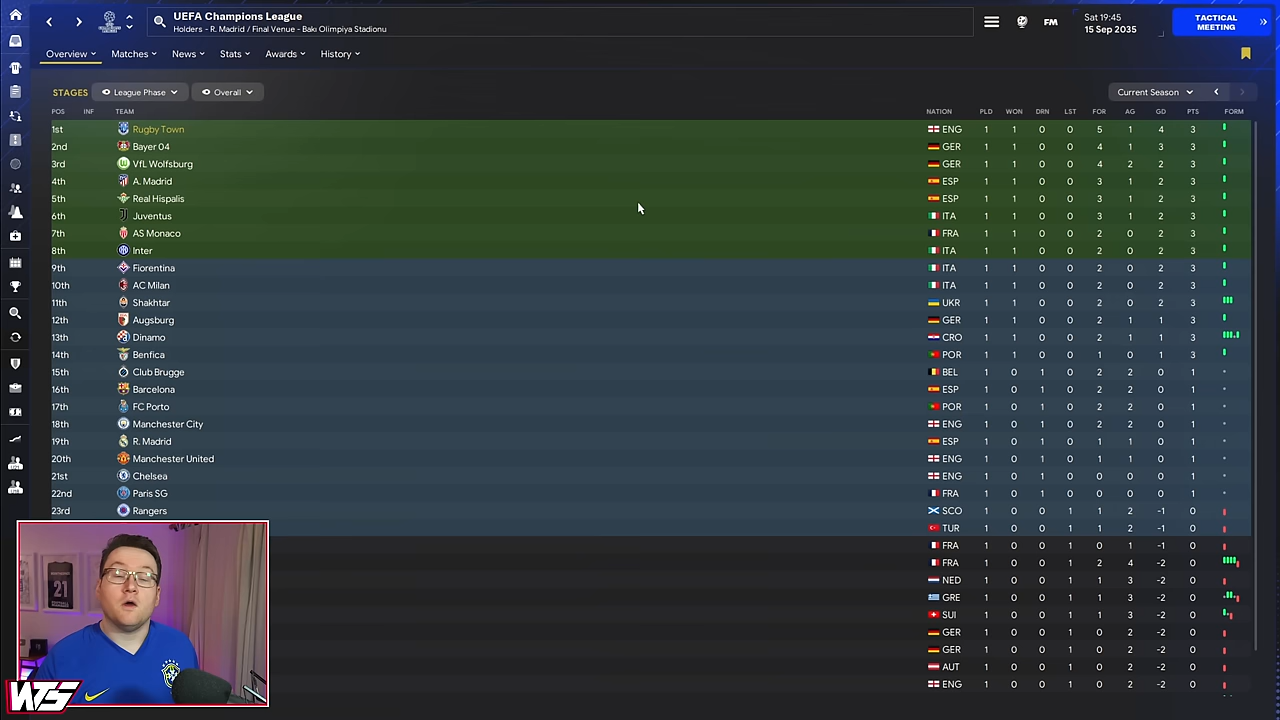 UEFA Champions League
Holders - R. Madrid / Final Venue - Bakı Olimpiya Stadionu
FM
Sat 19:45
15 Sep 2035
TACTICAL MEETING
Overview Matches News Stats Awards History
STAGES League Phase Overall Current Season
POS INF TEAM NATION PLD WON DRN LST FOR AG GD PTS FORM
1st Rugby Town ENG 1 1 0 0 5 1 4 3
2nd Bayer 04 GER 1 1 0 0 4 1 3 3
3rd VfL Wolfsburg GER 1 1 0 0 4 2 2 3
4th A. Madrid ESP 1 1 0 0 3 1 2 3
5th Real Hispalis ESP 1 1 0 0 3 1 2 3
6th Juventus ITA 1 1 0 0 3 1 2 3
7th AS Monaco FRA 1 1 0 0 2 0 2 3
8th Inter ITA 1 1 0 0 2 0 2 3
9th Fiorentina ITA 1 1 0 0 2 0 2 3
10th AC Milan ITA 1 1 0 0 2 0 2 3
11th Shakhtar UKR 1 1 0 0 2 0 2 3
12th Augsburg GER 1 1 0 0 2 1 1 3
13th Dinamo CRO 1 1 0 0 2 1 1 3
14th Benfica POR 1 1 0 0 1 0 1 3
15th Club Brugge BEL 1 0 1 0 2 2 0 1
16th Barcelona ESP 1 0 1 0 2 2 0 1
17th FC Porto POR 1 0 1 0 2 2 0 1
18th Manchester City ENG 1 0 1 0 2 2 0 1
19th R. Madrid ESP 1 0 1 0 1 1 0 1
20th Manchester United ENG 1 0 1 0 1 1 0 1
21st Chelsea ENG 1 0 1 0 0 0 0 1
22nd Paris SG FRA 1 0 1 0 0 0 0 1
23rd Rangers SCO 1 0 0 1 1 2 -1 0
TUR 1 0 0 1 1 2 -1 0
FRA 1 0 0 1 0 1 -1 0
FRA 1 0 0 1 2 4 -2 0
NED 1 0 0 1 1 3 -2 0
GRE 1 0 0 1 1 3 -2 0
SUI 1 0 0 1 1 3 -2 0
GER 1 0 0 1 0 2 -2 0
GER 1 0 0 1 0 2 -2 0
AUT 1 0 0 1 0 2 -2 0
ENG 1 0 0 1 0 2 -2 0
21
WTS